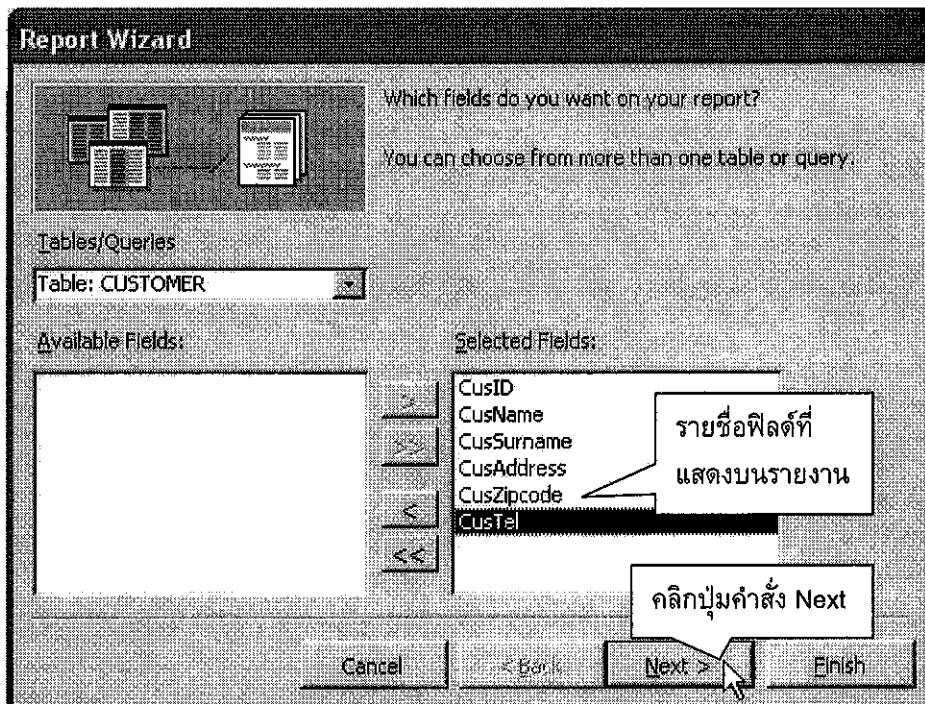 Report Wizard
Which fields do you want on your report?
You can choose from more than one table or query.
Tables/Queries
Table: CUSTOMER
Available Fields:
Selected Fields:
>
>>
<
<<
CusID
CusName
CusSurname
CusAddress
CusZipcode
CusTel
รายชื่อฟิลด์ที่
แสดงบนรายงาน
คลิกปุ่มคำสั่ง Next
Cancel
< Back
Next >
Finish